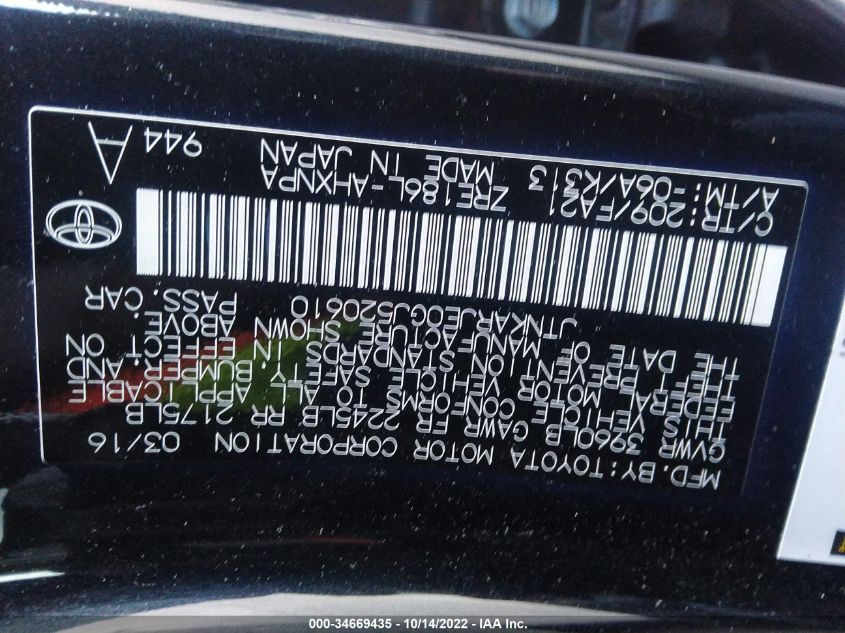 MFD. BY: TOYOTA MOTOR CORPORATION 03/16
GVWR 3960LB GAWR FR 2245LB RR 2175LB
THIS VEHICLE CONFORMS TO ALL APPLICABLE
FEDERAL MOTOR VEHICLE SAFETY, BUMPER AND
THEFT PREVENTION STANDARDS IN EFFECT ON
THE DATE OF MANUFACTURE SHOWN ABOVE.
JTNKARJE0GJ520610 PASS. CAR
C/TR: 209/FA21 ZRE186L-AHXNPA
A/TM: -06A/K313 MADE IN JAPAN 944 A
000-34669435 - 10/14/2022 - IAA Inc.